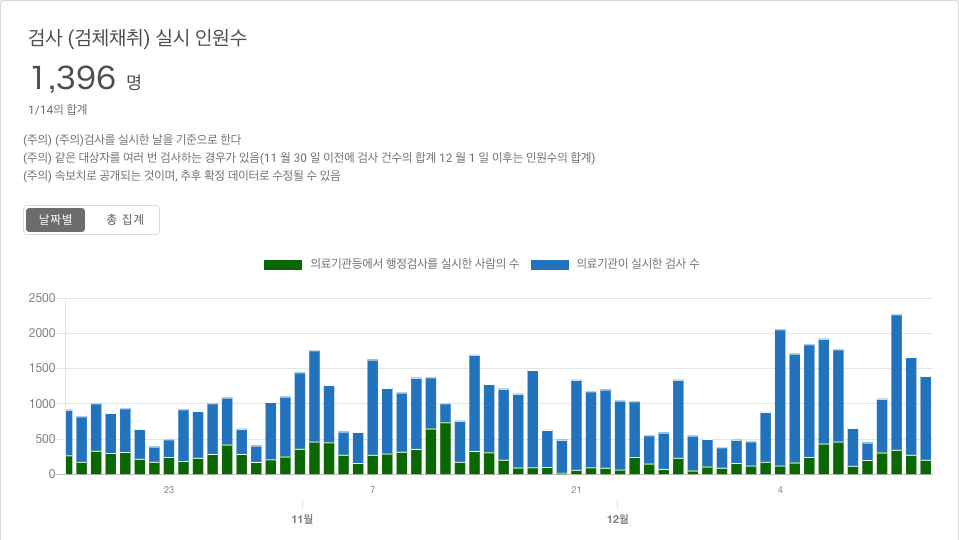 검사 (검체채취) 실시 인원수
1,396 명
1/14의 합계
(주의) (주의)검사를 실시한 날을 기준으로 한다
(주의) 같은 대상자를 여러 번 검사하는 경우가 있음(11 월 30 일 이전에 검사 건수의 합계 12 월 1 일 이후는 인원수의 합계)
(주의) 속보치로 공개되는 것이며, 추후 확정 데이터로 수정될 수 있음
날짜별 총 집계
의료기관등에서 행정검사를 실시한 사람의 수 의료기관이 실시한 검사 수
2500
2000
1500
1000
500
0
23 7 21 4
11월 12월